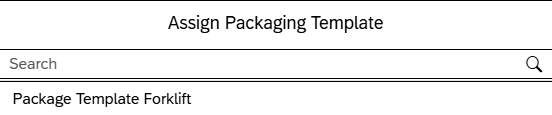 Assign Packaging Template
Search
Package Template Forklift